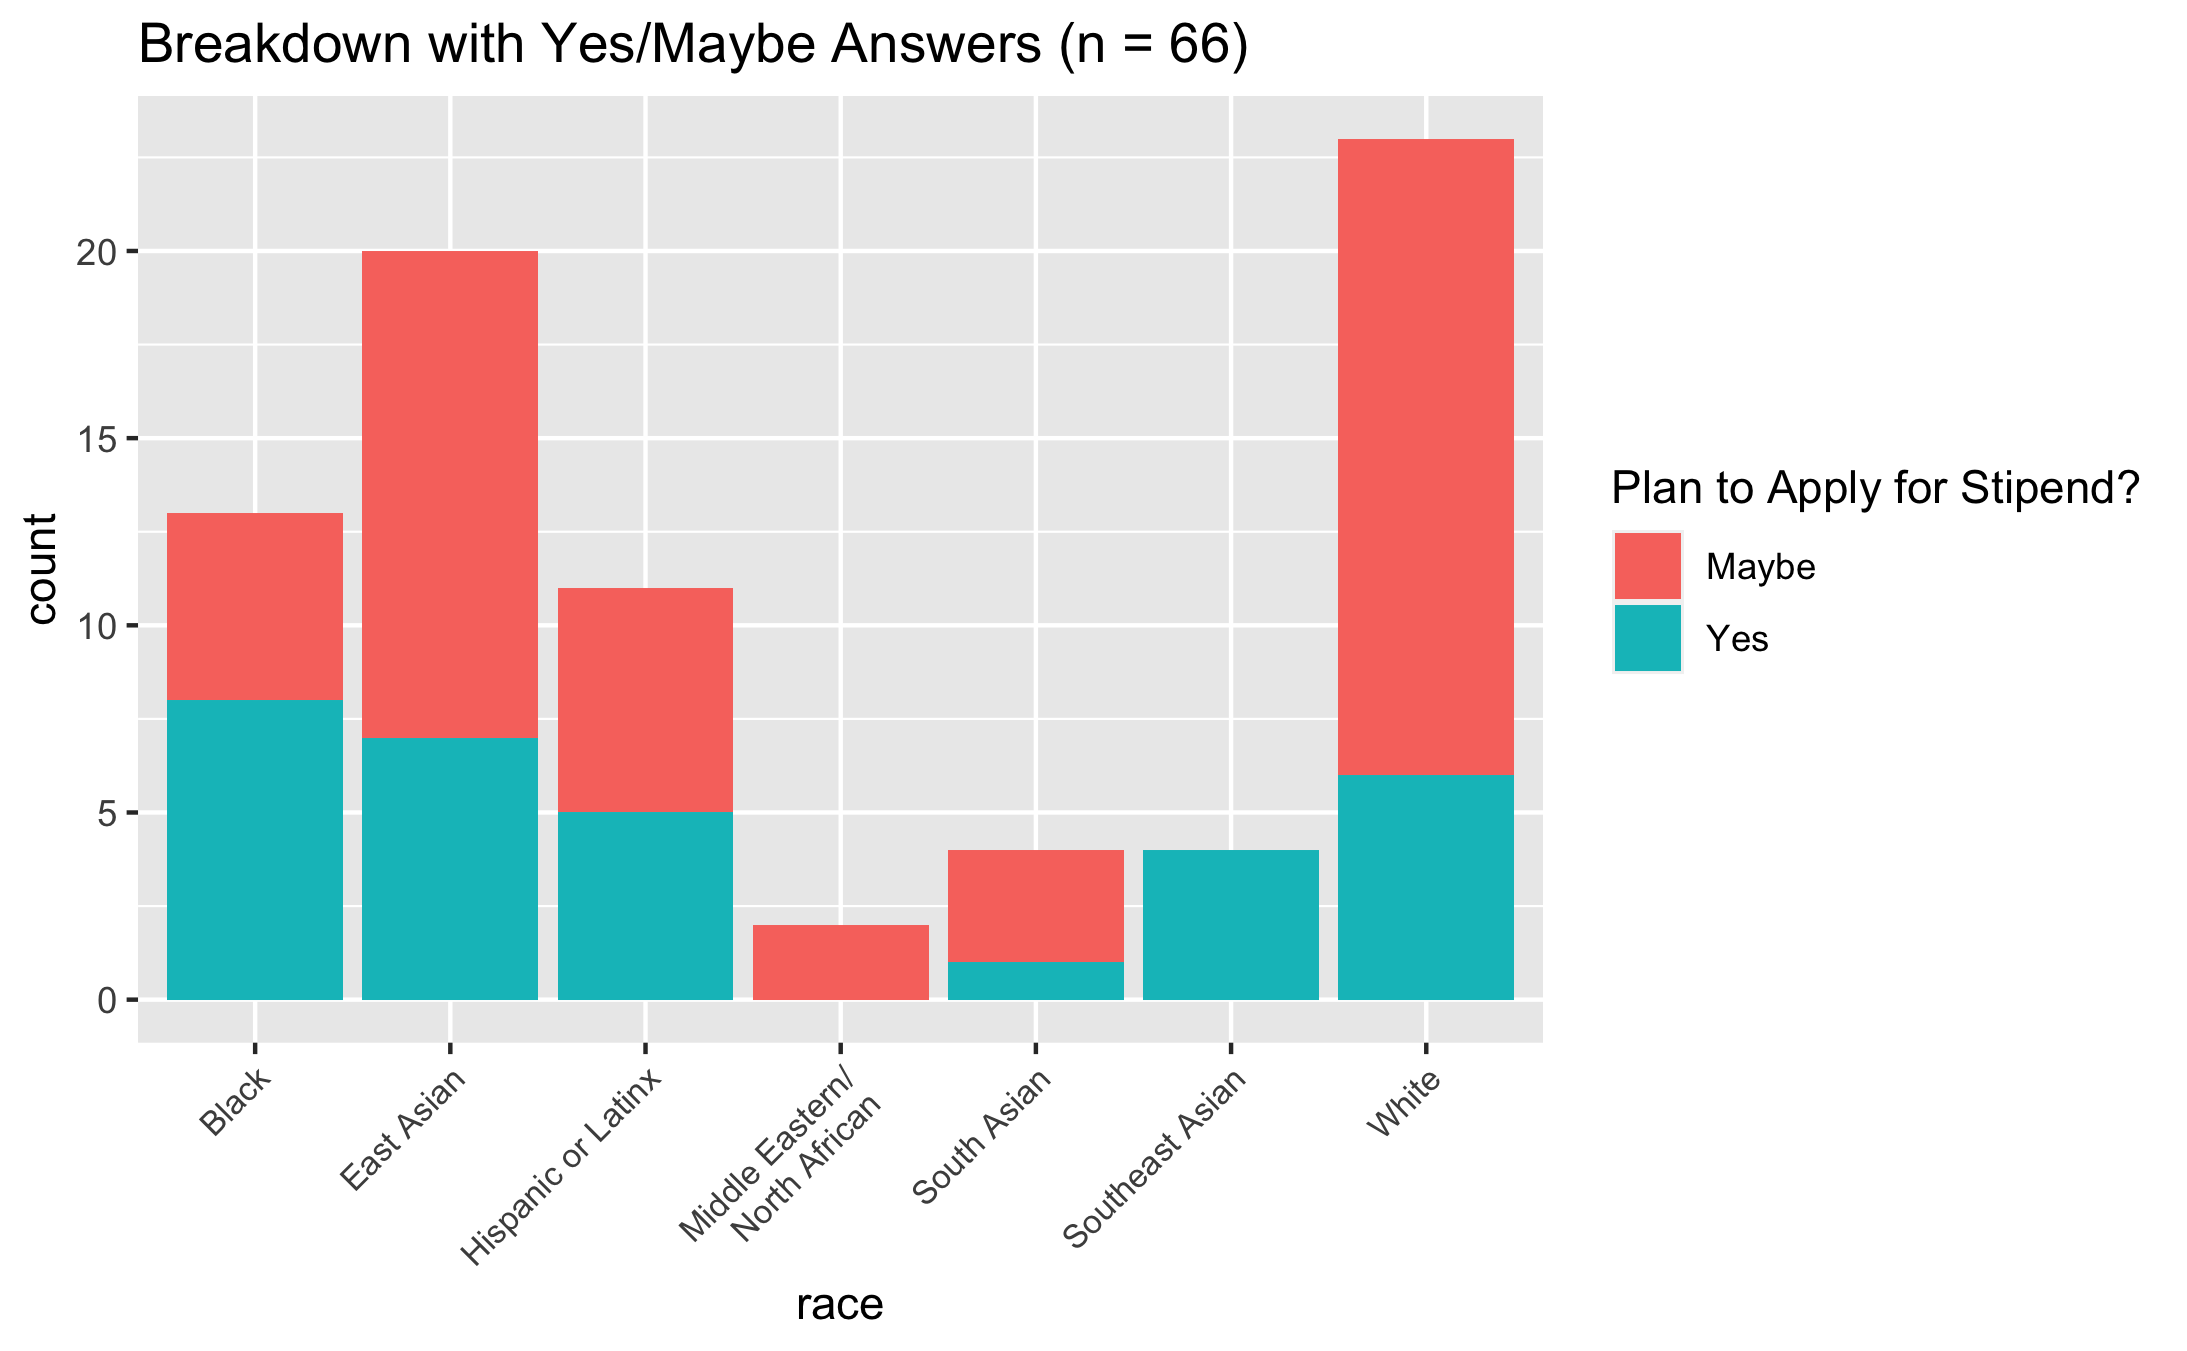 Breakdown with Yes/Maybe Answers (n = 66)
count
20
15
10
5
0
Black
East Asian
Hispanic or Latinx
Middle Eastern/
North African
South Asian
Southeast Asian
White
race
Plan to Apply for Stipend?
Maybe
Yes